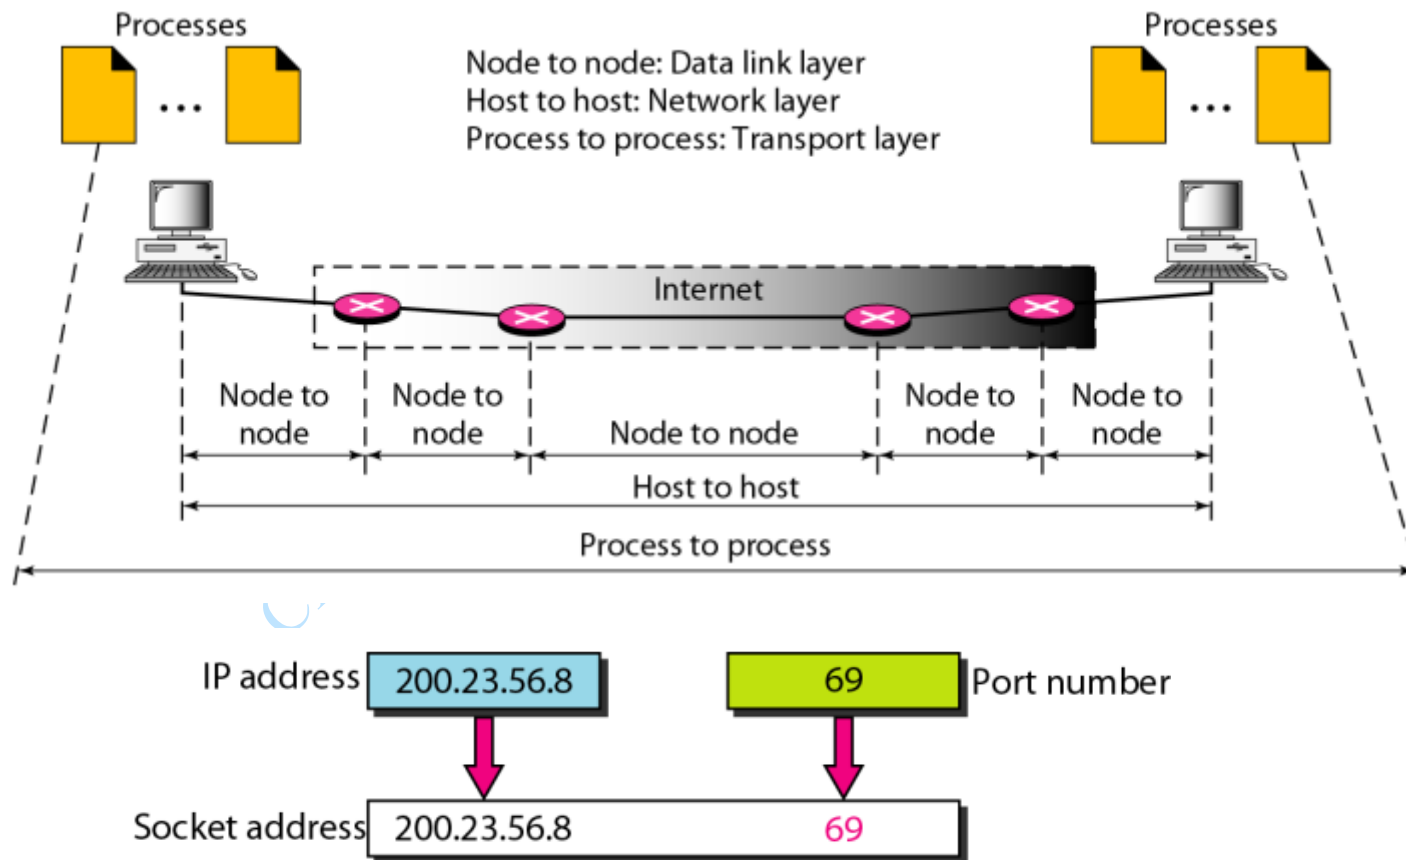 Processes
Processes
Node to node: Data link layer
Host to host: Network layer
Process to process: Transport layer
Internet
Node to
node
Node to
node
Node to node
Node to
node
Node to
node
Host to host
Process to process
IP address
200.23.56.8
69
Port number
Socket address
200.23.56.8
69